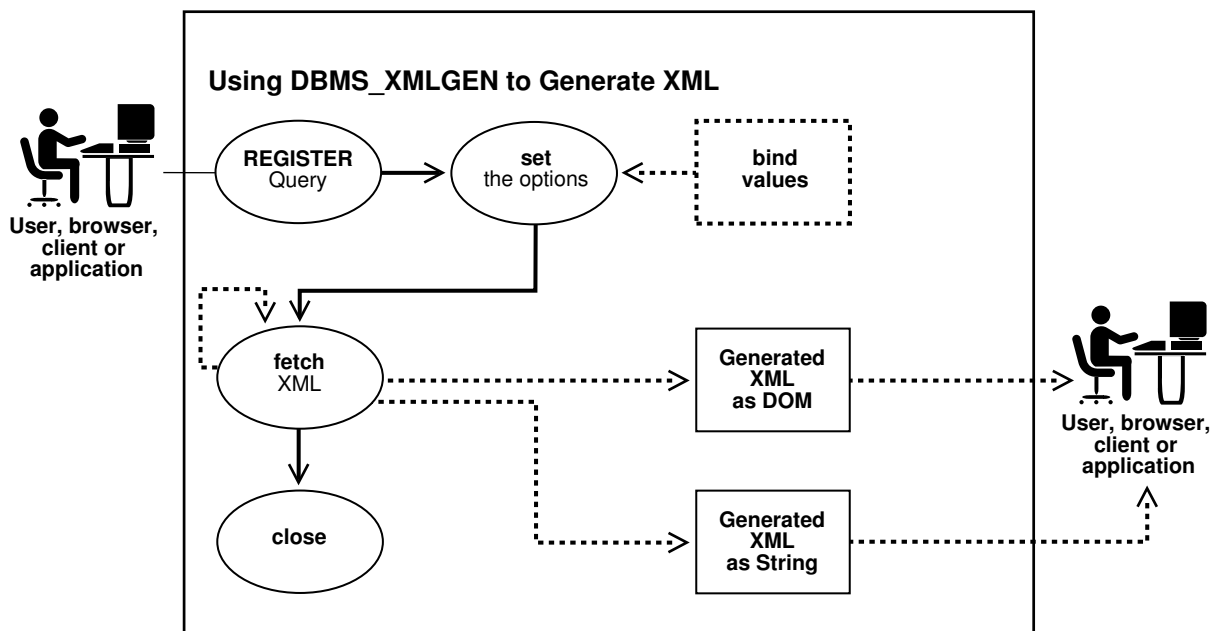 Using DBMS_XMLGEN to Generate XML
REGISTER
Query
set
the options
bind
values
User, browser,
client or
application
fetch
XML
Generated
XML
as DOM
User, browser,
client or
application
close
Generated
XML
as String